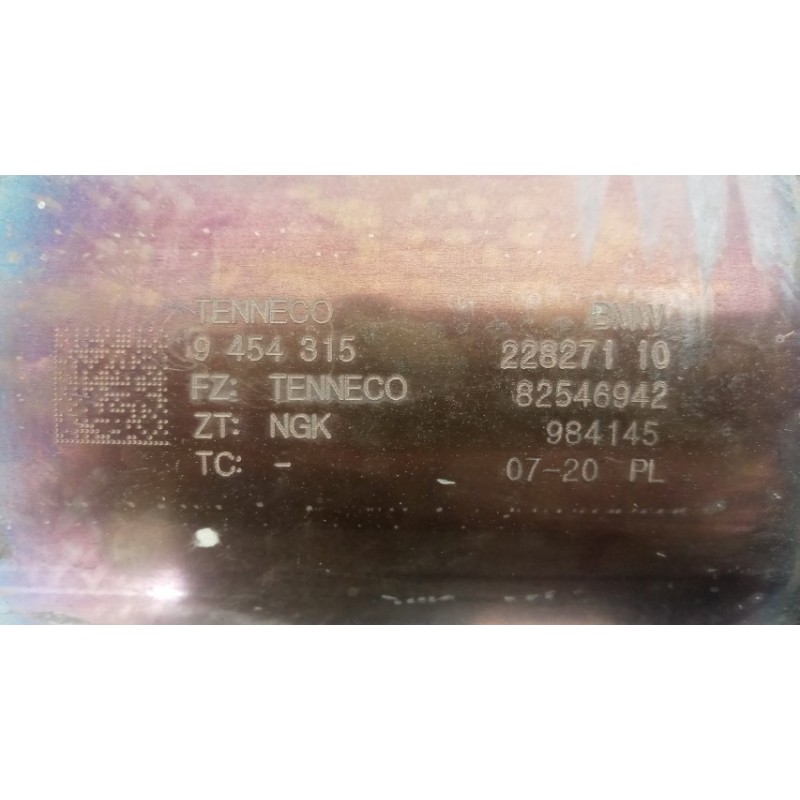 TENNECO BMW
9 454 315 228271 10
FZ: TENNECO 82546942
ZT: NGK 984145
TC: - 07-20 PL